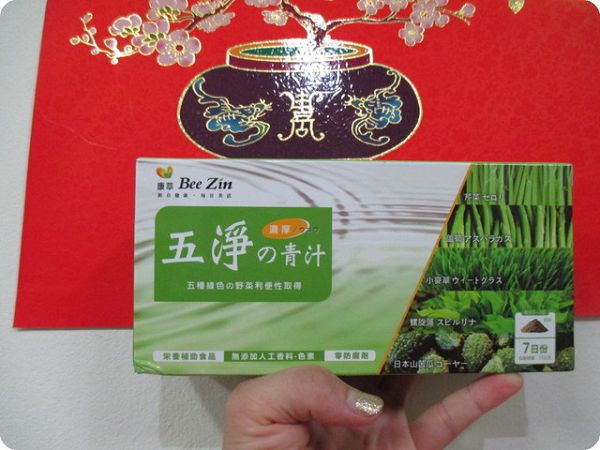 康萃 Bee Zin
五淨の青汁
濃厚/ノウコウ
五種綠色の野菜利便性取得
芹菜 セロリ
蘆筍 アスパラガス
小麥草 ウィートグラス
螺旋藻 スピルリナ
日本山苦瓜 ゴーヤー
7日份
栄養補助食品
無添加人工香料·色素
零防腐劑